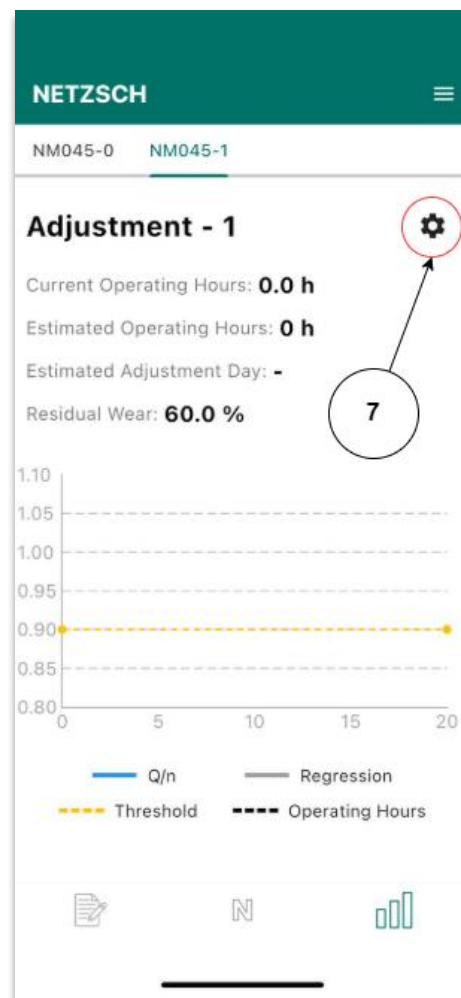 NETZSCH
NM045-0 NM045-1
Adjustment - 1
Current Operating Hours: 0.0 h
Estimated Operating Hours: 0 h
Estimated Adjustment Day: -
Residual Wear: 60.0 %
7
1.10
1.05
1.00
0.95
0.90
0.85
0.80
0 5 10 15 20
Q/n Regression
Threshold Operating Hours
N